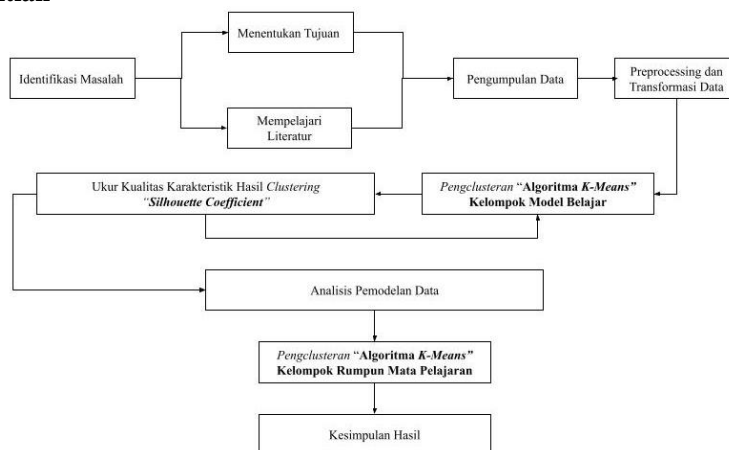 Menentukan Tujuan
Identifikasi Masalah
Mempelajari
Literatur
Pengumpulan Data
Preprocessing dan
Transformasi Data
Pengclusteran “Algoritma K-Means”
Kelompok Model Belajar
Ukur Kualitas Karakteristik Hasil Clustering
“Silhouette Coefficient”
Analisis Pemodelan Data
Pengclusteran “Algoritma K-Means”
Kelompok Rumpun Mata Pelajaran
Kesimpulan Hasil